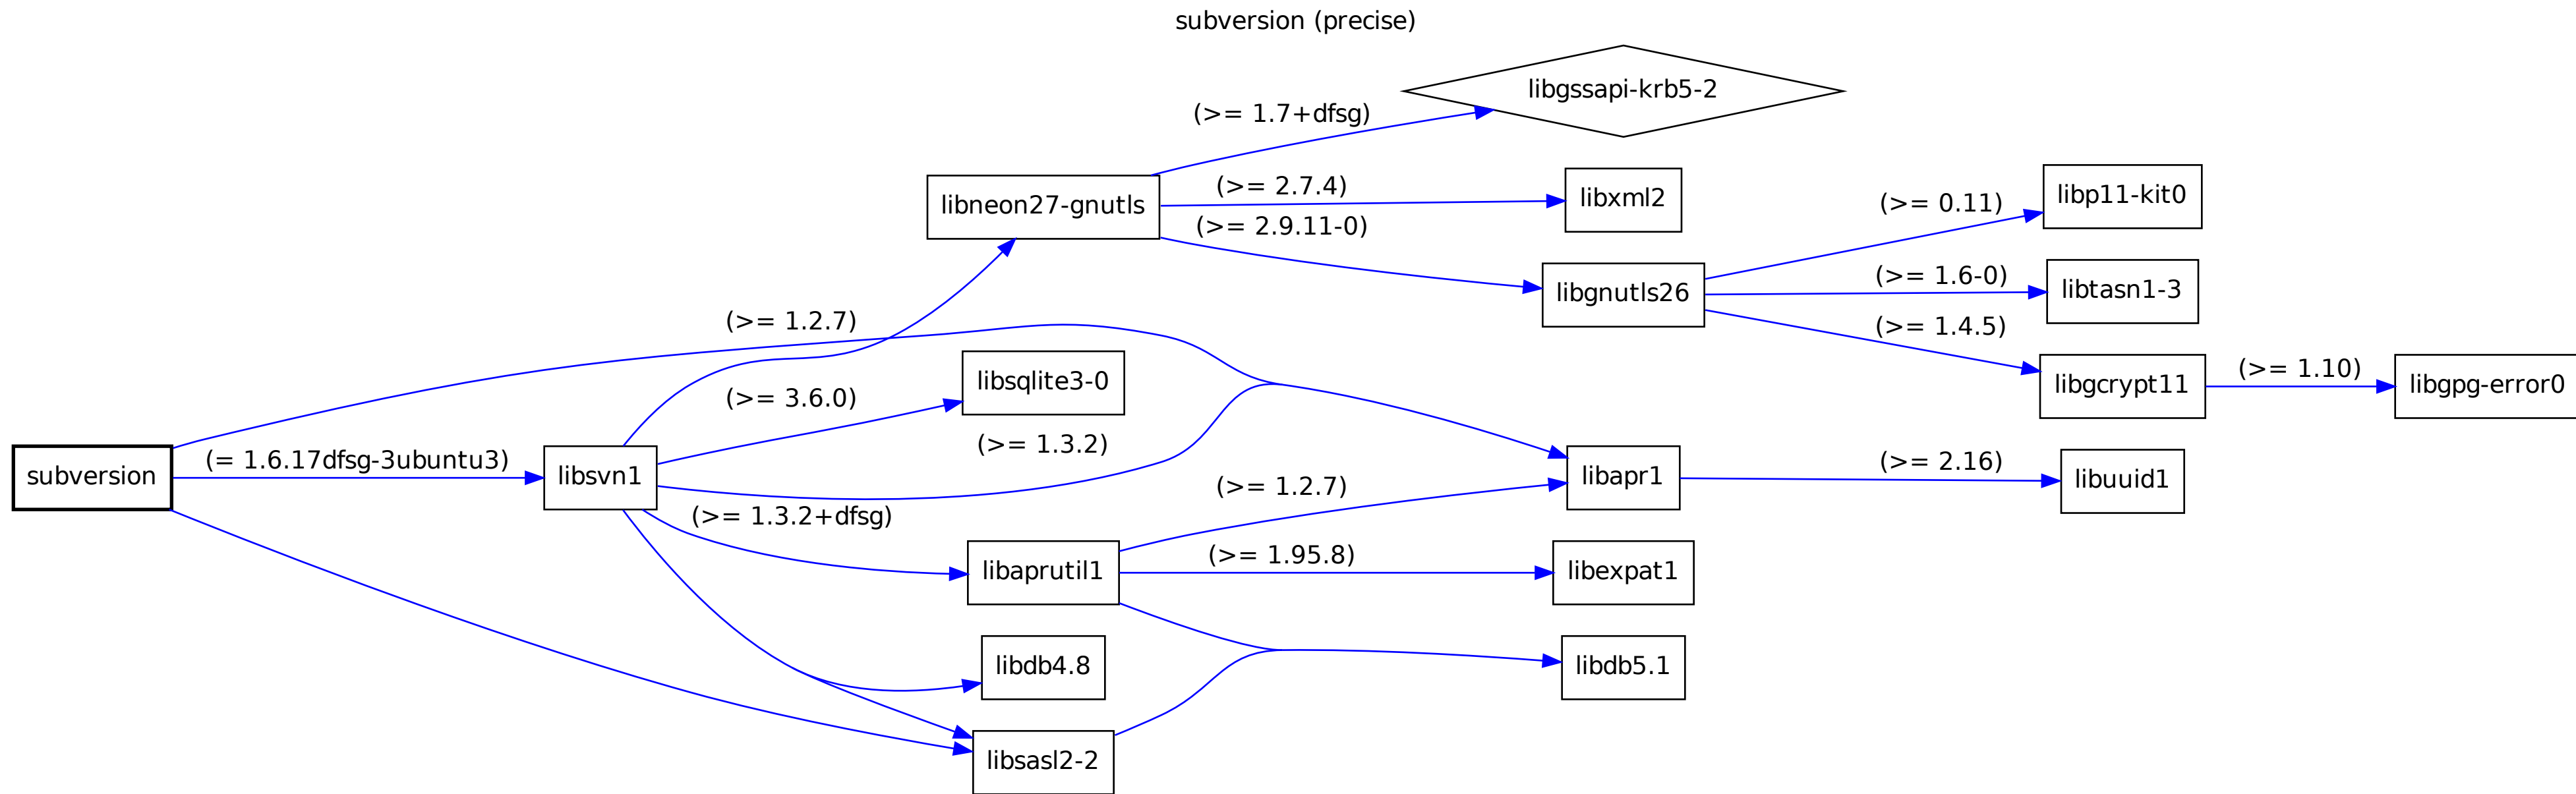 subversion (precise)
libgssapi-krb5-2
(>= 1.7+dfsg)
libneon27-gnutls
(>= 2.7.4)
libxml2
(>= 2.9.11-0)
libgnutls26
(>= 0.11)
libp11-kit0
(>= 1.6-0)
libtasn1-3
(>= 1.4.5)
libgcrypt11
(>= 1.10)
libgpg-error0
(>= 1.2.7)
(>= 3.6.0)
libsqlite3-0
(>= 1.3.2)
subversion
(= 1.6.17dfsg-3ubuntu3)
libsvn1
(>= 1.3.2+dfsg)
(>= 1.2.7)
libapr1
(>= 2.16)
libuuid1
libaprutil1
(>= 1.95.8)
libexpat1
libdb4.8
libdb5.1
libsasl2-2